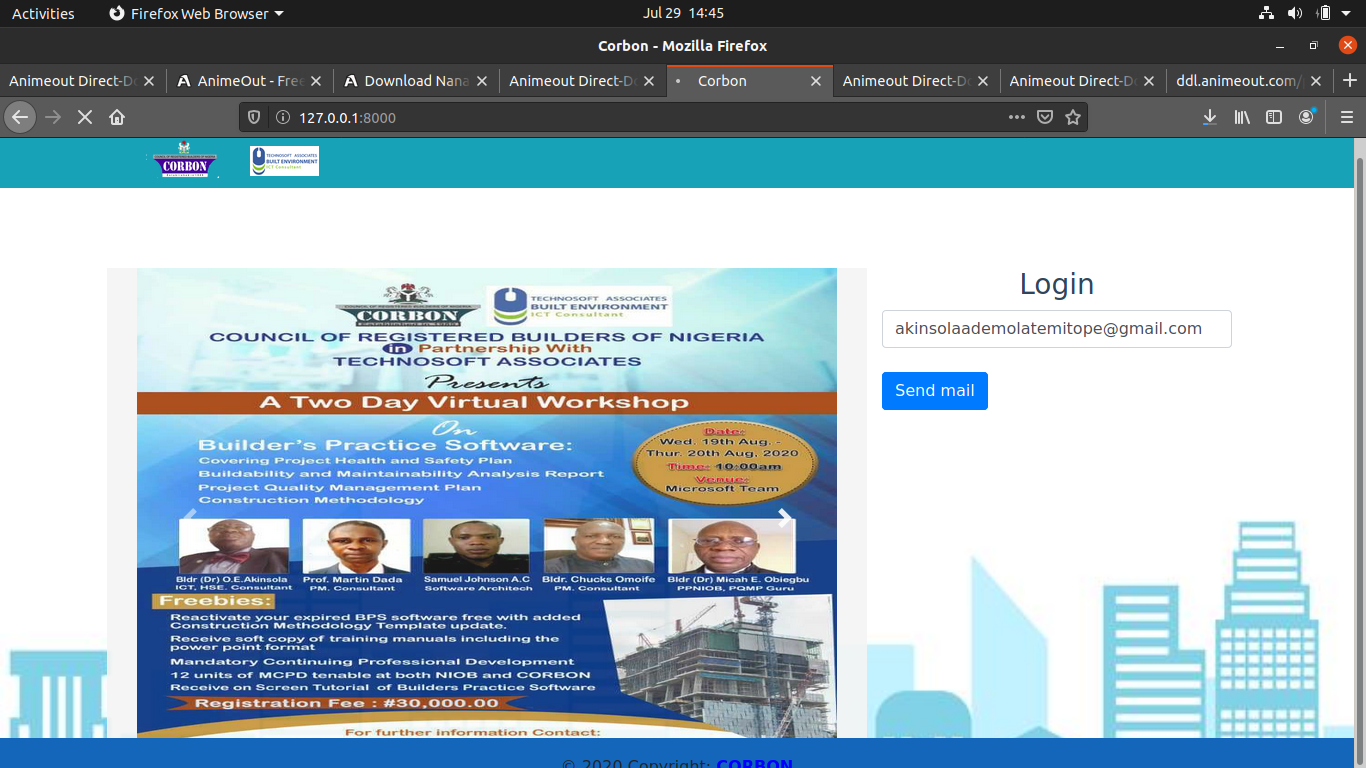 Activities Firefox Web Browser Jul 29 14:45
Corbon - Mozilla Firefox
Animeout Direct-Do AnimeOut - Free Download Nana Animeout Direct-Do Corbon Animeout Direct-Do Animeout Direct-Do ddl.animeout.com/
127.0.0.1:8000
CORBON TECHNOSOFT ASSOCIATES
BUILT ENVIRONMENT
ICT Consultant
Login
akinsolaademolatemitope@gmail.com
Send mail
COUNCIL OF REGISTERED BUILDERS OF NIGERIA
CORBON
TECHNOSOFT ASSOCIATES
BUILT ENVIRONMENT
ICT Consultant
COUNCIL OF REGISTERED BUILDERS OF NIGERIA
in Partnership With
TECHNOSOFT ASSOCIATES
Presents
A Two Day Virtual Workshop
On
Builder's Practice Software:
Covering Project Health and Safety Plan
Buildability and Maintainability Analysis Report
Project Quality Management Plan
Construction Methodology
Date:
Wed. 19th Aug. -
Thur. 20th Aug, 2020
Time: 10:00am
Venue:
Microsoft Team
Bldr (Dr) O.E.Akinsola
ICT, HSE. Consultant
Prof. Martin Dada
PM. Consultant
Samuel Johnson A.C
Software Architech
Bldr. Chucks Omoife
PM. Consultant
Bldr (Dr) Micah E. Obiegbu
PPNIOB, PQMP Guru
Freebies:
Reactivate your expired BPS software free with added
Construction Methodology Template update.
Receive soft copy of training manuals including the
power point format
Mandatory Continuing Professional Development
12 units of MCPD tenable at both NIOB and CORBON
Receive on Screen Tutorial of Builders Practice Software
Registration Fee : #30,000.00
For further information Contact:
© 2020 Copyright: CORBON